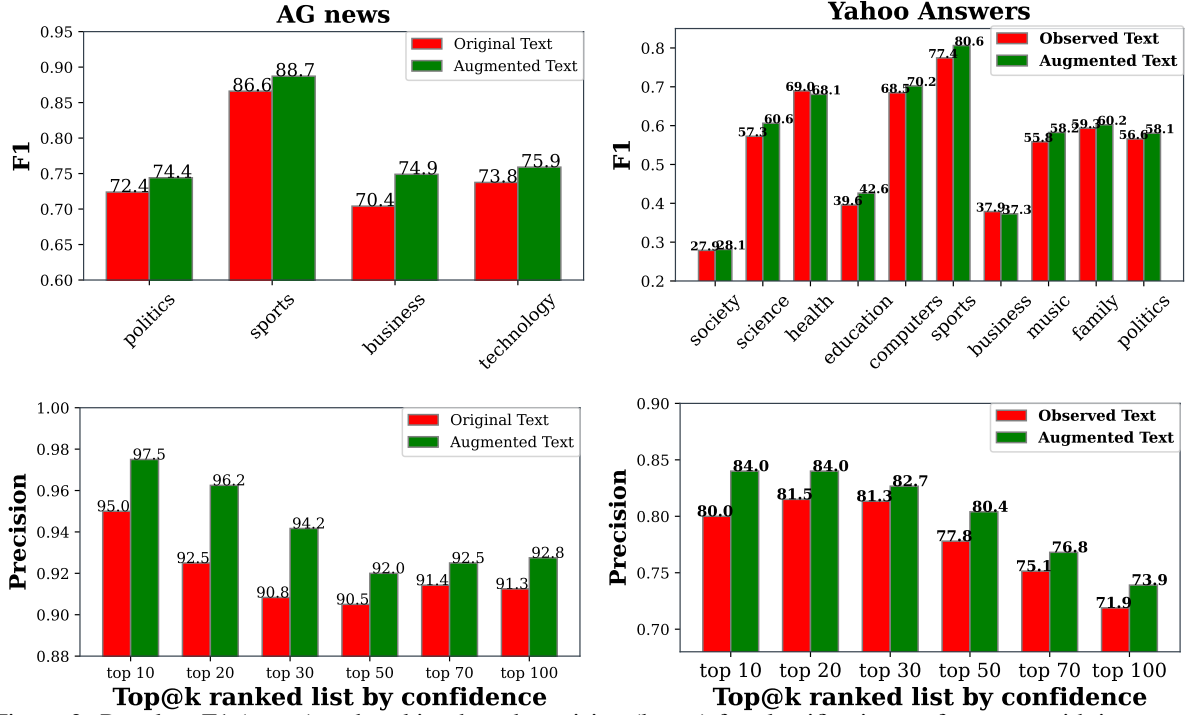 AG news
0.95
0.90
0.85
0.80
0.75
0.70
0.65
0.60
F1
Original Text
Augmented Text
72.4
74.4
86.6
88.7
70.4
74.9
73.8
75.9
politics
sports
business
technology
Yahoo Answers
0.8
0.7
0.6
0.5
0.4
0.3
0.2
F1
Observed Text
Augmented Text
27.9
28.1
57.3
60.6
69.0
68.1
39.6
42.6
68.5
70.2
77.4
80.6
37.9
37.3
55.8
58.2
59.3
60.2
56.6
58.1
society
science
health
education
computers
sports
business
music
family
politics
1.00
0.98
0.96
0.94
0.92
0.90
0.88
Precision
Original Text
Augmented Text
95.0
97.5
92.5
96.2
90.8
94.2
90.5
92.0
91.4
92.5
91.3
92.8
top 10
top 20
top 30
top 50
top 70
top 100
Top@k ranked list by confidence
0.90
0.85
0.80
0.75
0.70
Precision
Observed Text
Augmented Text
80.0
84.0
81.5
84.0
81.3
82.7
77.8
80.4
75.1
76.8
71.9
73.9
top 10
top 20
top 30
top 50
top 70
top 100
Top@k ranked list by confidence